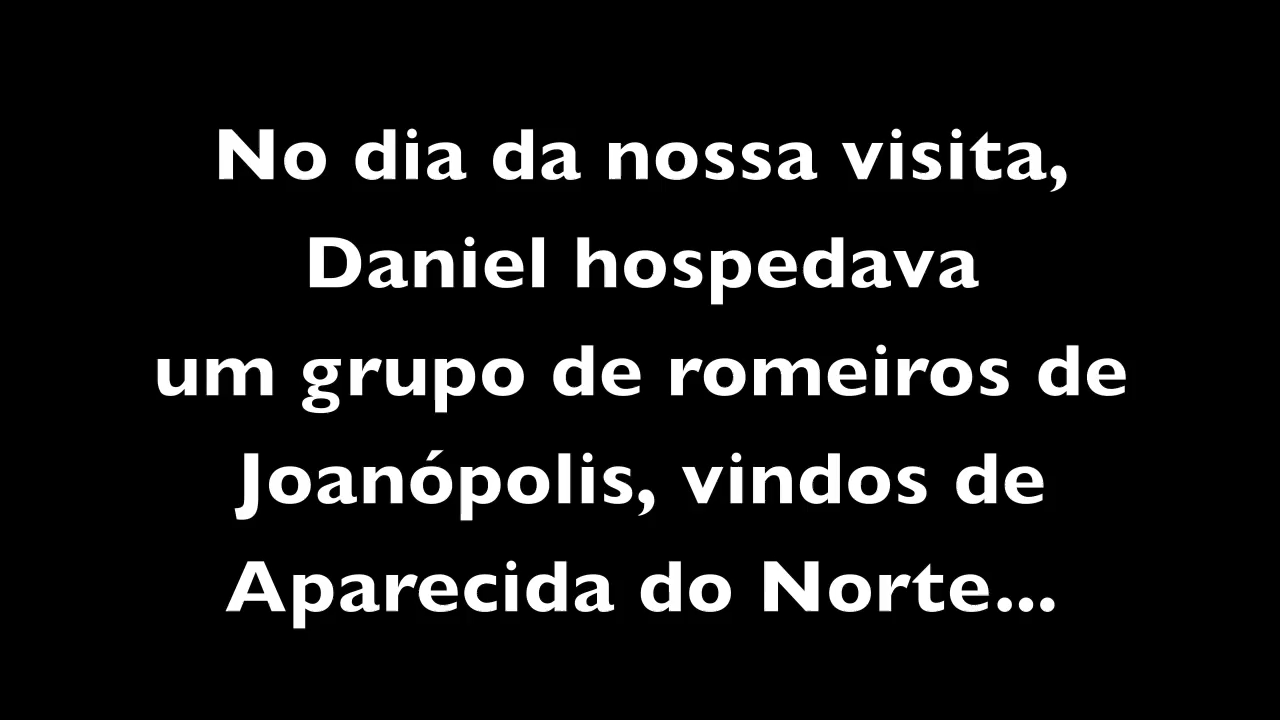 No dia da nossa visita,
Daniel hospedava
um grupo de romeiros de
Joanópolis, vindos de
Aparecida do Norte...